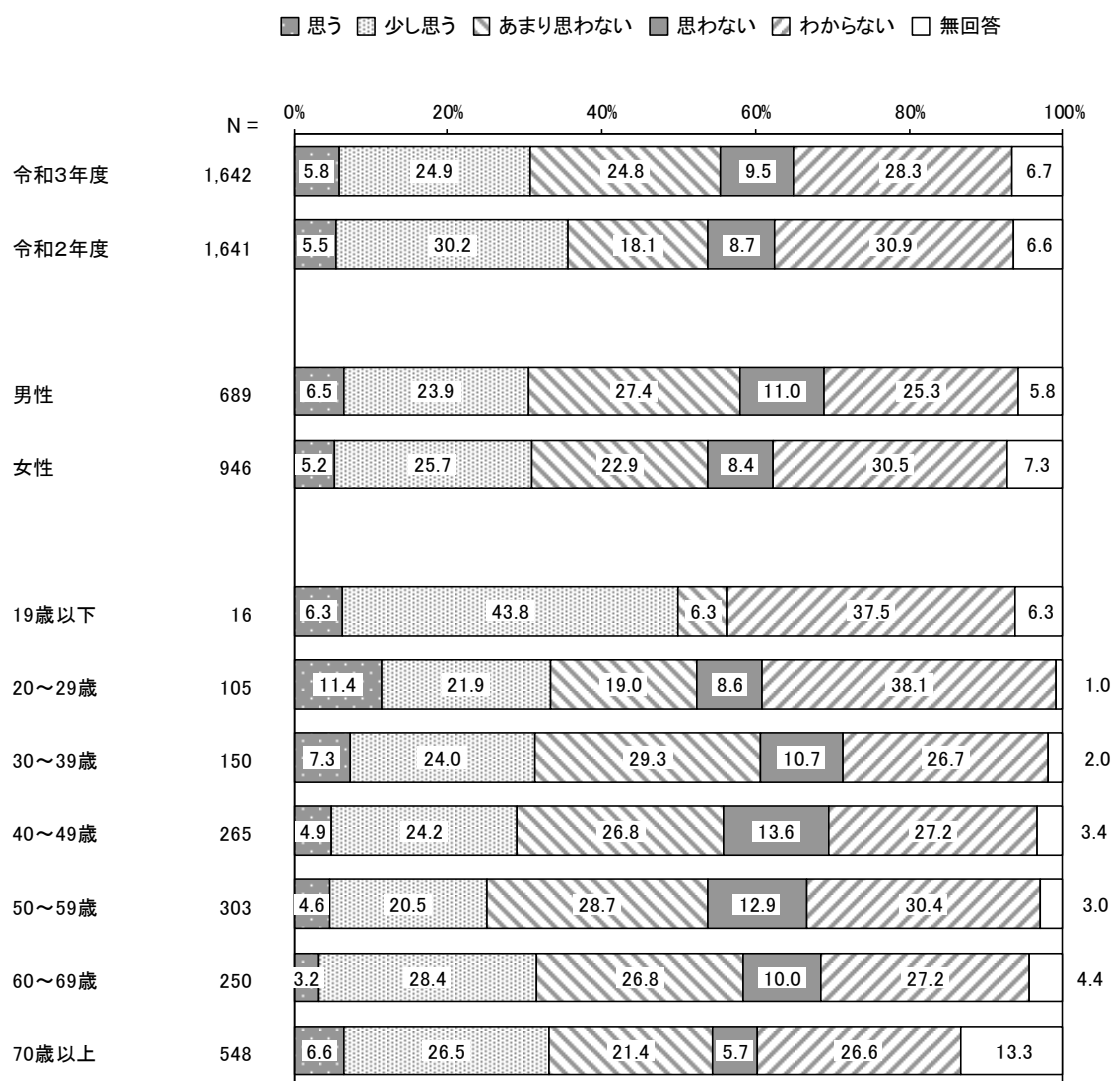 思う 少し思う あまり思わない 思わない わからない 無回答
N = 0% 20% 40% 60% 80% 100%
令和3年度 1,642 5.8 24.9 24.8 9.5 28.3 6.7
令和2年度 1,641 5.5 30.2 18.1 8.7 30.9 6.6
男性 689 6.5 23.9 27.4 11.0 25.3 5.8
女性 946 5.2 25.7 22.9 8.4 30.5 7.3
19歳以下 16 6.3 43.8 6.3 37.5 6.3
20～29歳 105 11.4 21.9 19.0 8.6 38.1 1.0
30～39歳 150 7.3 24.0 29.3 10.7 26.7 2.0
40～49歳 265 4.9 24.2 26.8 13.6 27.2 3.4
50～59歳 303 4.6 20.5 28.7 12.9 30.4 3.0
60～69歳 250 3.2 28.4 26.8 10.0 27.2 4.4
70歳以上 548 6.6 26.5 21.4 5.7 26.6 13.3